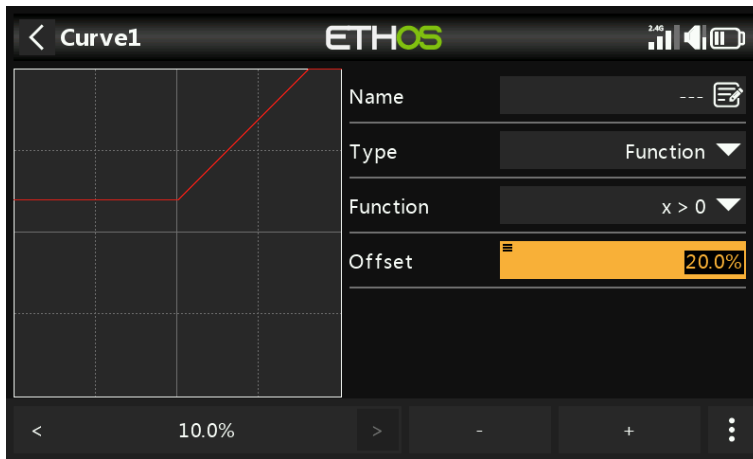 < Curve1 ETHOS 2.4G
Name ---
Type Function
Function x > 0
Offset 20.0%
< 10.0% > - +